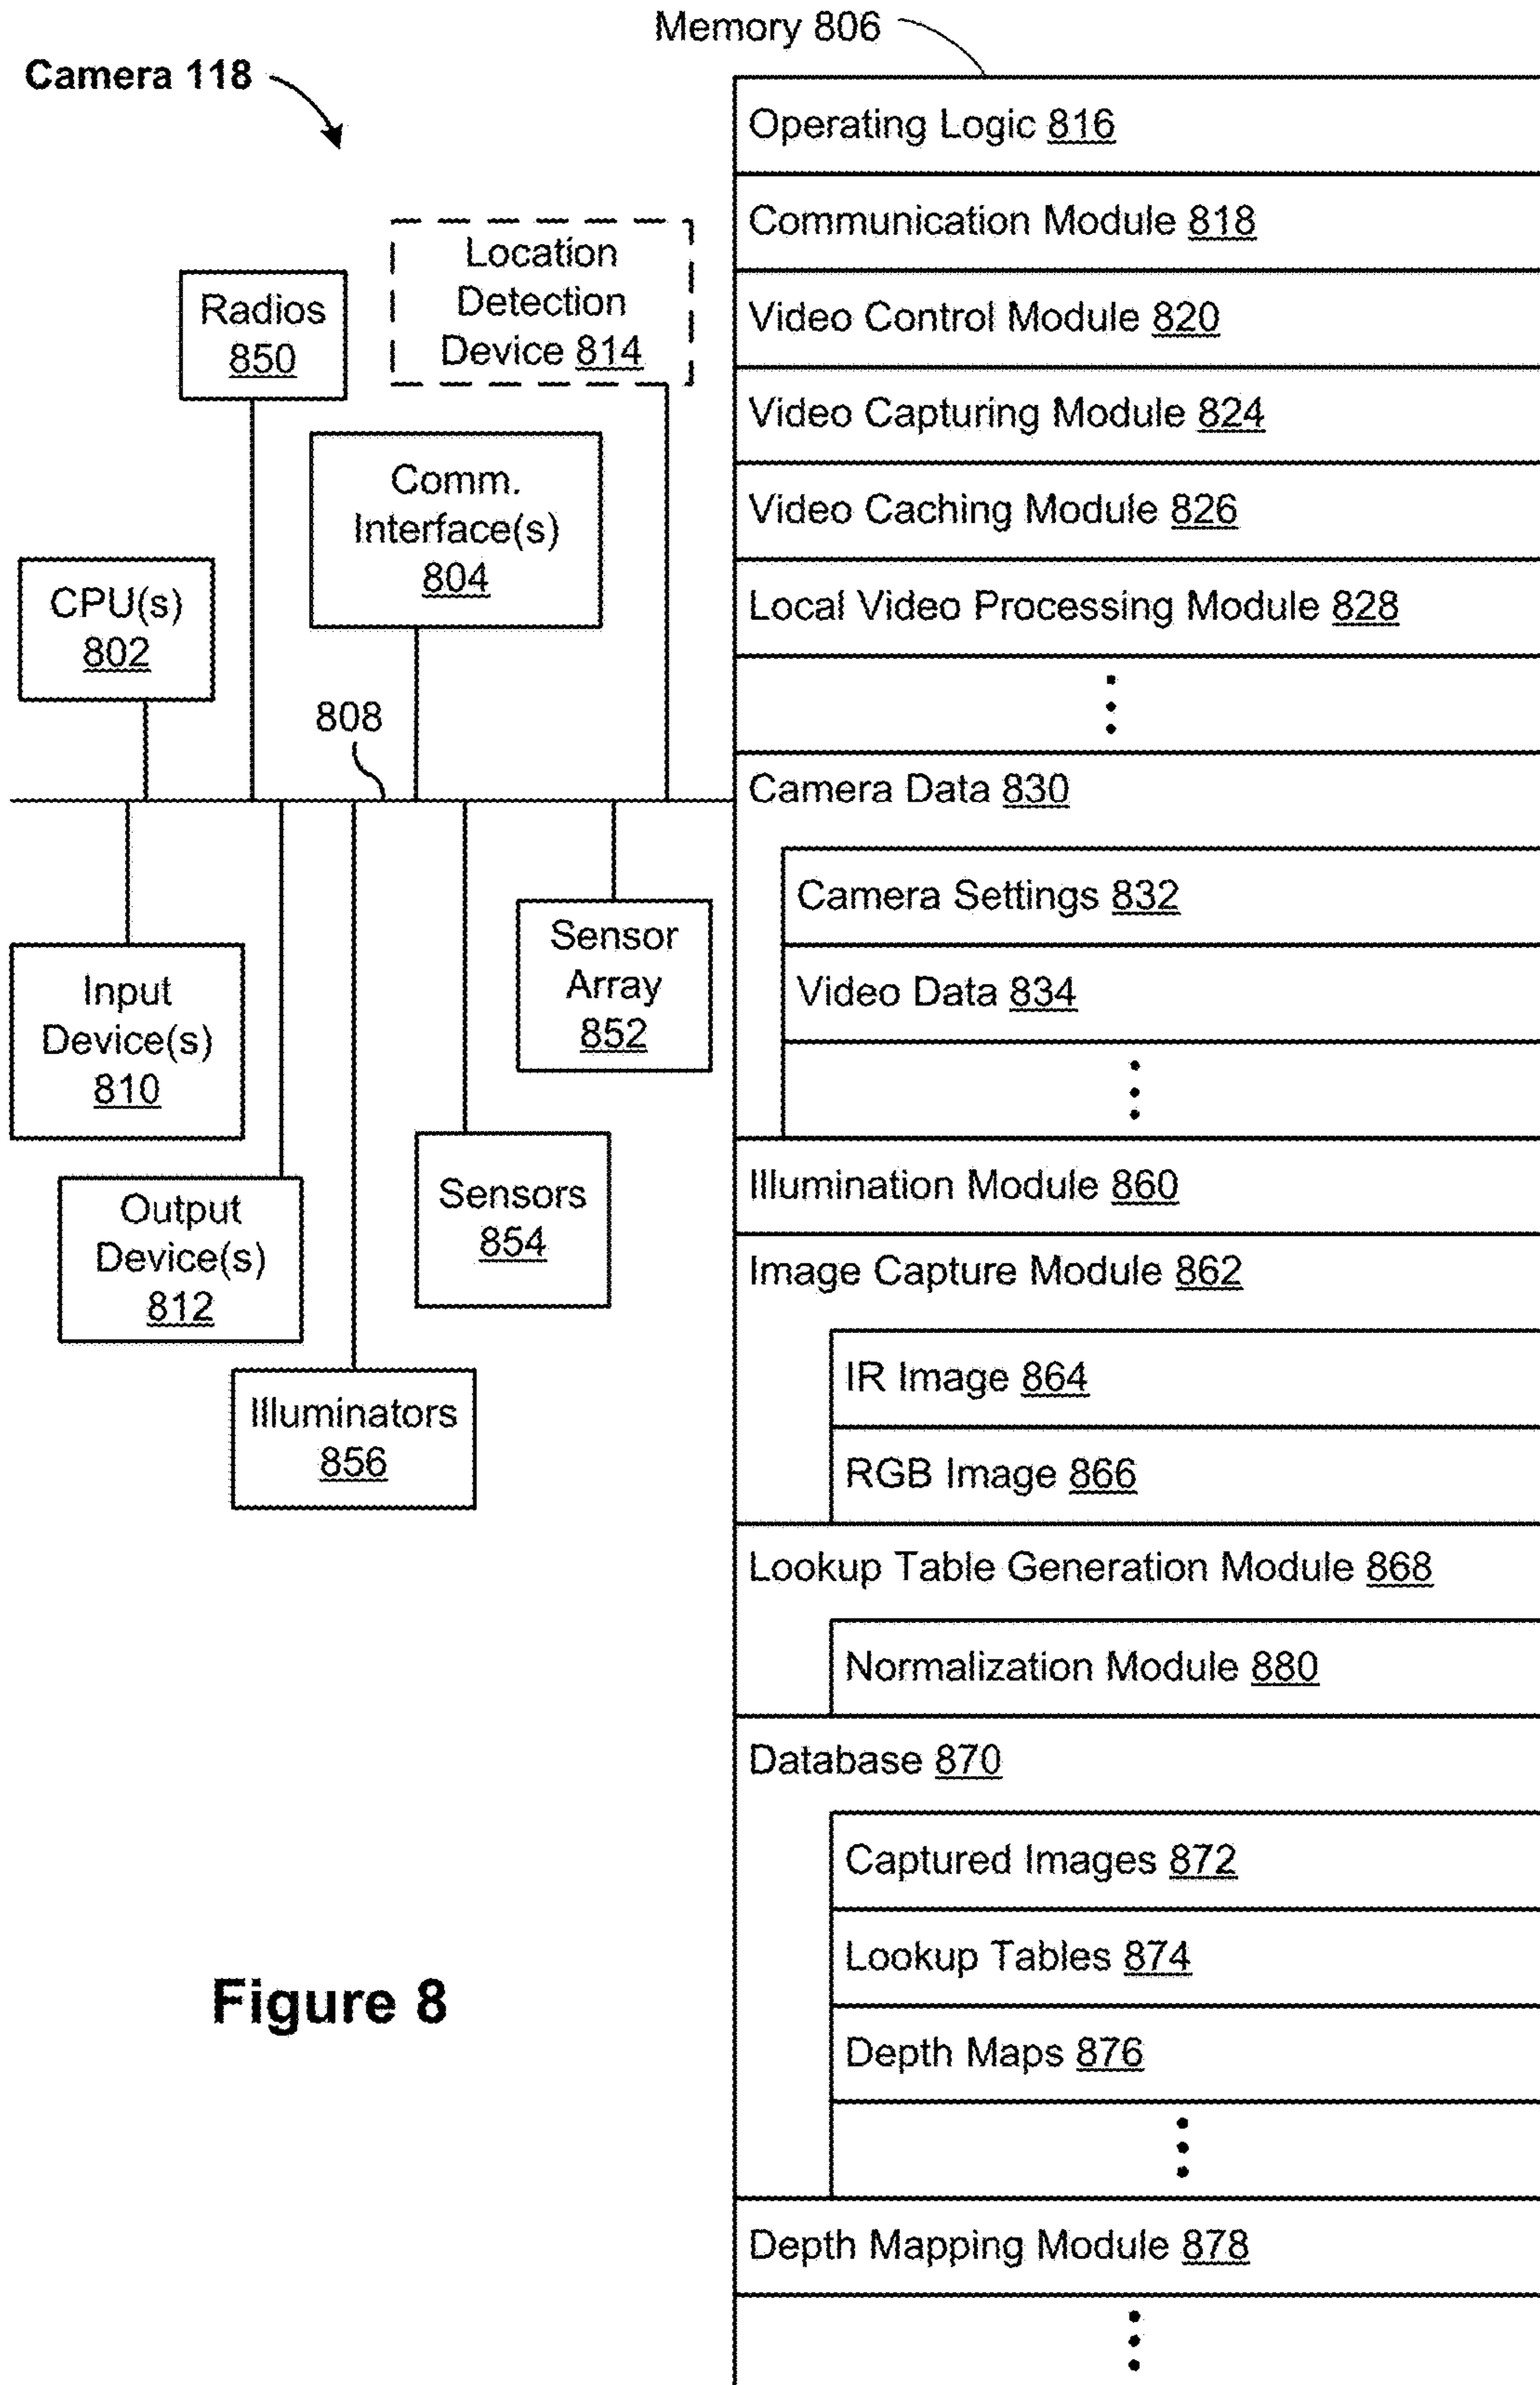 Memory 806
Camera 118
Location
Detection
Device 814
Radios
850
Comm.
Interface(s)
804
CPU(s)
802
808
Sensor
Array
852
Input
Device(s)
810
Sensors
854
Output
Device(s)
812
Illuminators
856
Operating Logic 816
Communication Module 818
Video Control Module 820
Video Capturing Module 824
Video Caching Module 826
Local Video Processing Module 828
Camera Data 830
Camera Settings 832
Video Data 834
Illumination Module 860
Image Capture Module 862
IR Image 864
RGB Image 866
Lookup Table Generation Module 868
Normalization Module 880
Database 870
Captured Images 872
Lookup Tables 874
Depth Maps 876
Depth Mapping Module 878
Figure 8